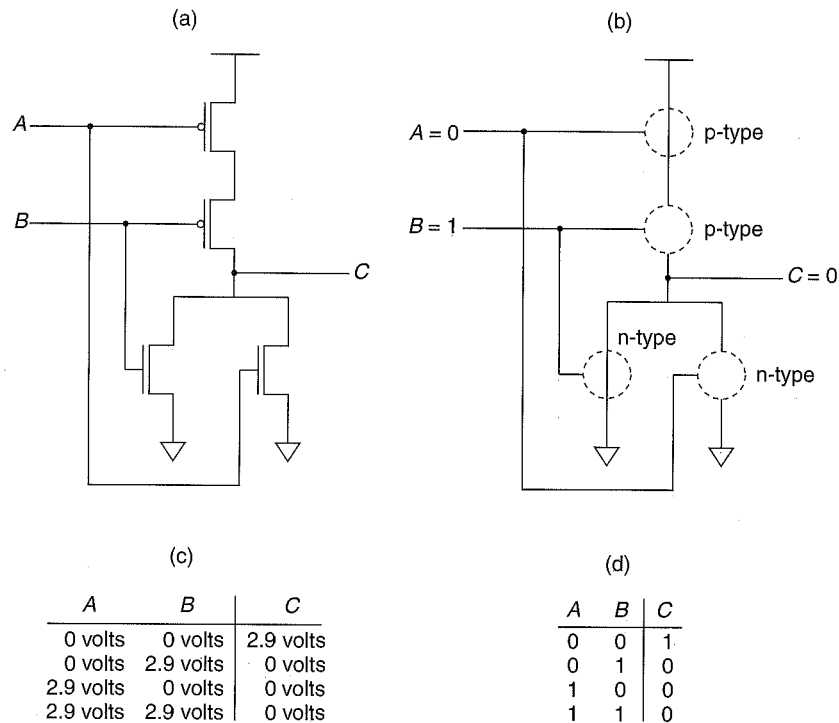 (a)
A
B
C
(b)
A = 0
p-type
B = 1
p-type
C = 0
n-type
n-type
(c)
A B C
0 volts 0 volts 2.9 volts
0 volts 2.9 volts 0 volts
2.9 volts 0 volts 0 volts
2.9 volts 2.9 volts 0 volts
(d)
A B C
0 0 1
0 1 0
1 0 0
1 1 0